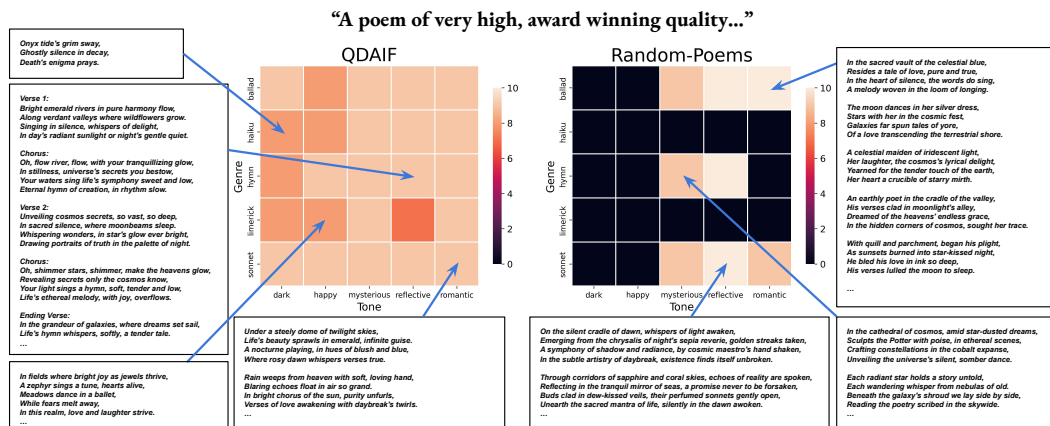 “A poem of very high, award winning quality...”
Onyx tide's grim sway,
Ghostly silence in decay,
Death's enigma prays.
Verse 1:
Bright emerald rivers in pure harmony flow,
Along verdant valleys where wildflowers grow.
Singing in silence, whispers of delight,
In day's radiant sunlight or night's gentle quiet.
Chorus:
Oh, flow river, flow, with your tranquilizing glow,
In stillness, universe's secrets you bestow,
Your waters sing life's symphony sweet and low,
Eternal hymn of creation, in rhythm slow.
Verse 2:
Unveiling cosmos secrets, so vast, so deep,
In sacred silence, where moonbeams sleep.
Whispering wonders, in star's glow ever bright,
Drawing portraits of truth in the palette of night.
Chorus:
Oh, shimmer stars, shimmer, make the heavens glow,
Revealing secrets only the cosmos know,
Your light sings a hymn, soft, tender and low,
Life's ethereal melody, with joy, overflows.
Ending Verse:
In the grandeur of galaxies, where dreams set sail,
Life's hymn whispers, softly, a tender tale.
...
In fields where bright joy as jewels thrive,
A zephyr sings a tune, hearts alive,
Meadows dance in a ballet,
While fears melt away,
In this realm, love and laughter strive.
QDAIF
Genre
ballad
haiku
hymn
limerick
sonnet
dark
happy
mysterious
reflective
romantic
Tone
10
8
6
4
2
0
Under a steely dome of twilight skies,
Life's beauty sprawls in emerald, infinite guise.
A nocturne playing, in hues of blush and blue,
Where rosy dawn whispers verses true.
Rain weeps from heaven with soft, loving hand,
Blaring echoes float in air so grand.
In bright chorus of the sun, purity unfurls,
Verses of love awakening with daybreak's twirls.
...
Random-Poems
Genre
ballad
haiku
hymn
limerick
sonnet
dark
happy
mysterious
reflective
romantic
Tone
10
8
6
4
2
0
On the silent cradle of dawn, whispers of light awaken,
Emerging from the chrysalis of night's sepia reverie, golden streaks taken,
A symphony of shadow and radiance, by cosmic maestro's hand shaken,
In the subtle artistry of daybreak, existence finds itself unbroken.
Through corridors of sapphire and coral skies, echoes of reality are spoken,
Reflecting in the tranquil mirror of seas, a promise never to be forsaken,
Buds clad in dew-kissed veils, their perfumed sonnets gently open,
Unearth the sacred mantra of life, silently in the dawn awoken.
...
In the sacred vault of the celestial blue,
Resides a tale of love, pure and true,
In the heart of silence, the words do sing,
A melody woven in the loom of longing.
The moon dances in her silver dress,
Stars with her in the cosmic fest,
Galaxies far spun tales of yore,
Of a love transcending the terrestrial shore.
A celestial maiden of iridescent light,
Her laughter, the cosmos's lyrical delight,
Yearned for the tender touch of the earth,
Her heart a crucible of starry mirth.
An earthly poet in the cradle of the valley,
His verses clad in moonlight's alley,
Dreamed of the heavens' endless grace,
In the hidden corners of cosmos, sought her trace.
With quill and parchment, began his plight,
As sunsets burned into star-kissed night,
He bled his love in ink so deep,
His verses lulled the moon to sleep.
...
In the cathedral of cosmos, amid star-dusted dreams,
Sculpts the Potter with poise, in ethereal scenes,
Crafting constellations in the cobalt expanse,
Unveiling the universe's silent, somber dance.
Each radiant star holds a story untold,
Each wandering whisper from nebulas of old.
Beneath the galaxy's shroud we lay side by side,
Reading the poetry scribed in the skywide.
...